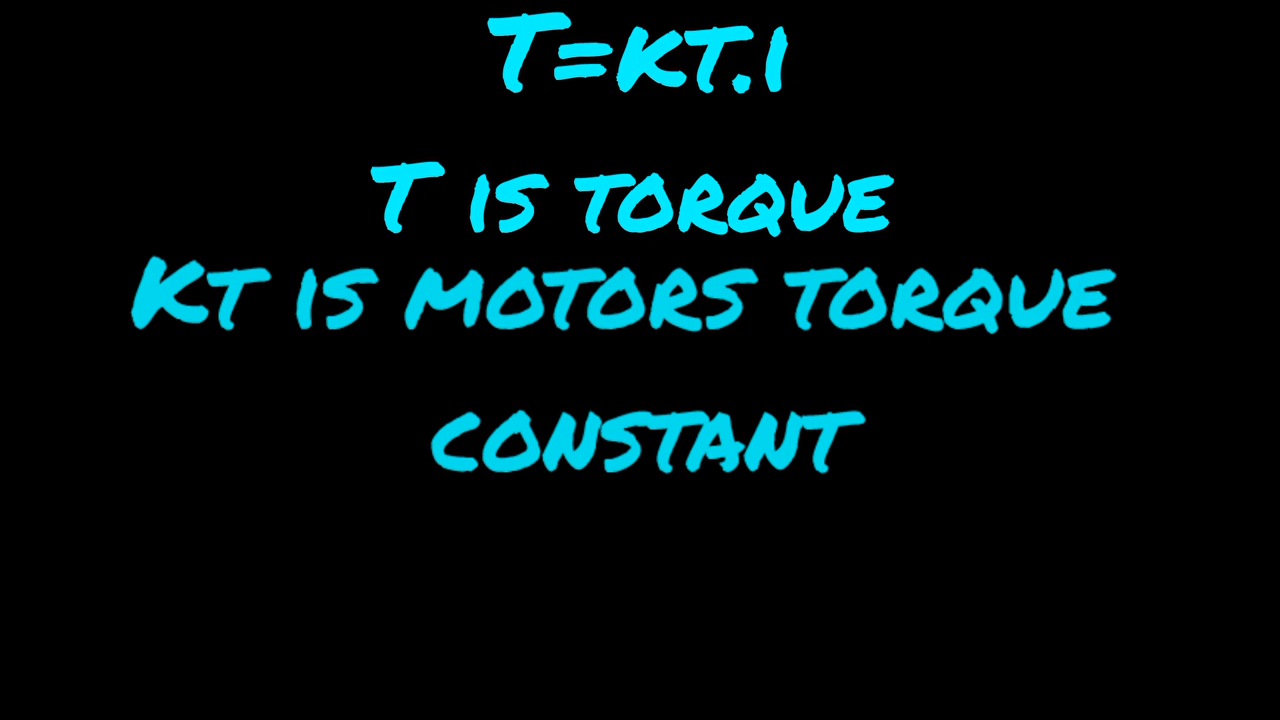 T=kt.i
T is torque
Kt is motors torque
constant